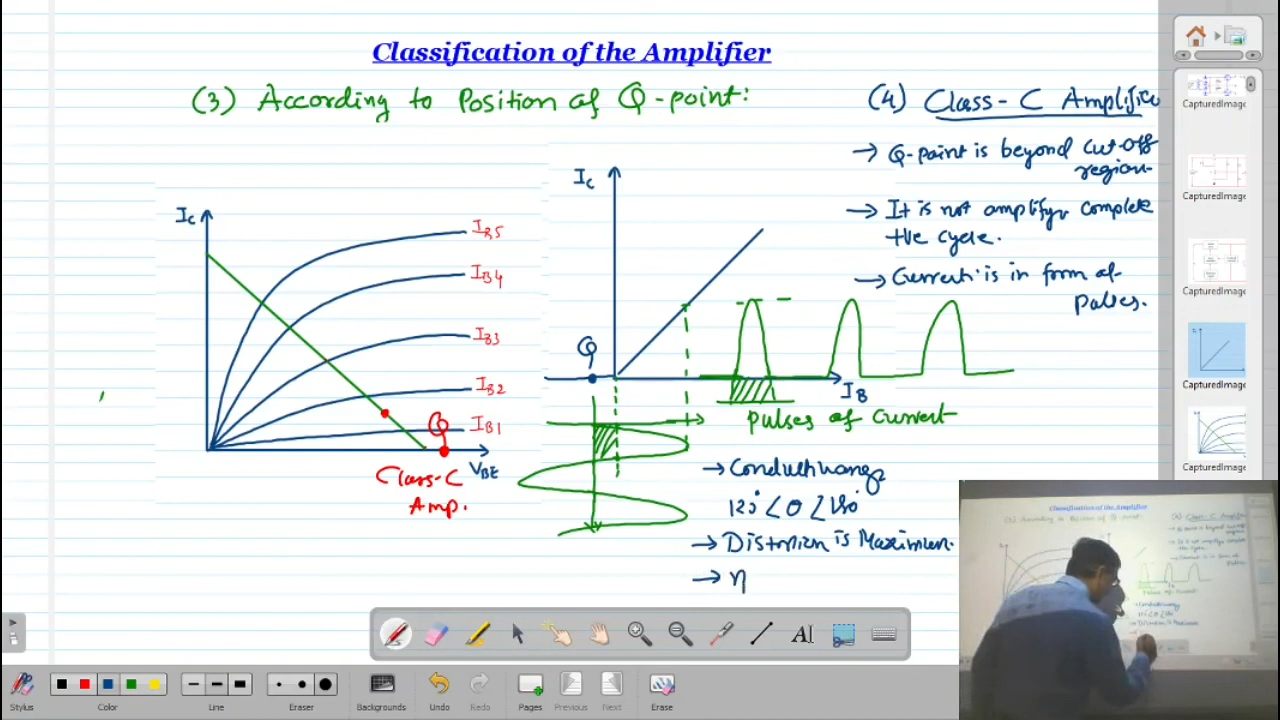 Classification of the Amplifier
(3) According to Position of Q-point:
Ic
IB5
IB4
IB3
IB2
IB1
Q
VBE
Class-C
Amp.
Ic
Q
IB
Pulses of Current
→ Conduction angle
120° < θ < 180°
→ Distortion is Maximum.
→ η
(4) Class-C Amplifie
→ Q-point is beyond cut-off
region.
→ It is not amplify complete
+ve cycle.
→ Current is in form of
pulses.
CapturedImage
CapturedImage
CapturedImage
CapturedImage
CapturedImage
Stylus
Color
Line
Eraser
Backgrounds
Undo
Redo
Pages
Previous
Next
Erase